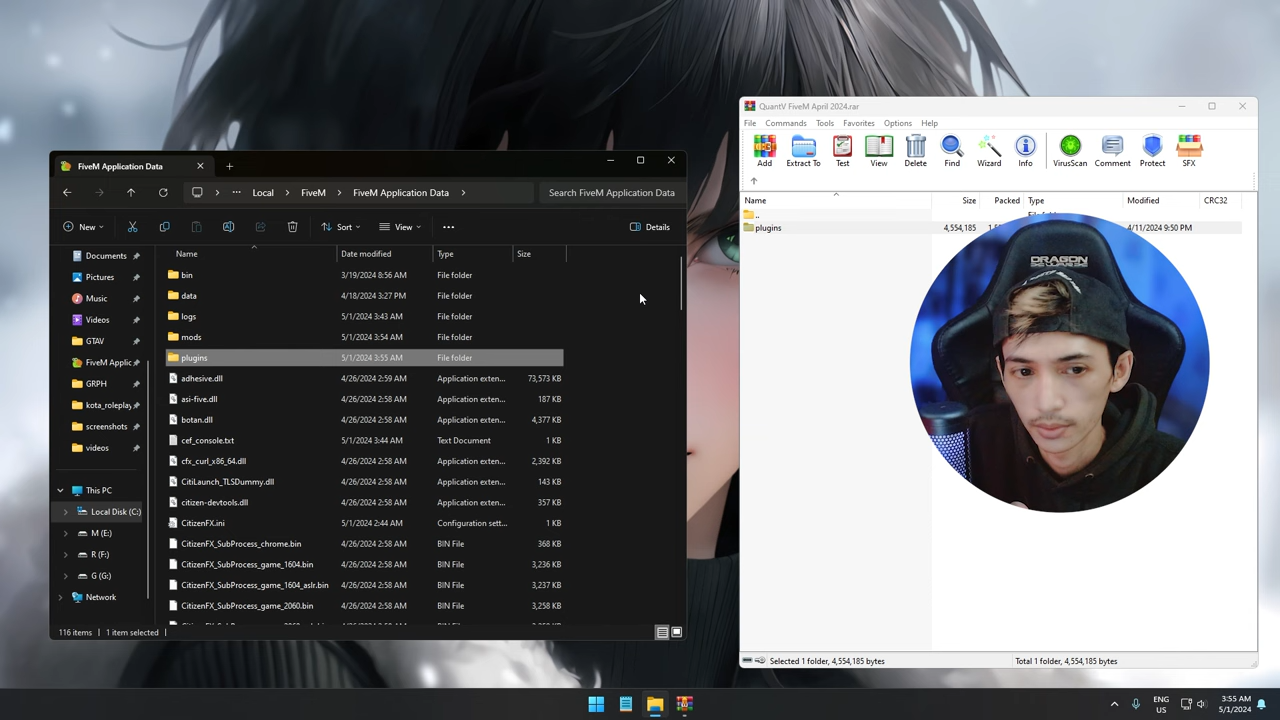 QuantV FiveM April 2024.rar
File Commands Tools Favorites Options Help
Add Extract To Test View Delete Find Wizard Info VirusScan Comment Protect SFX
Name Size Packed Type Modified CRC32
..
plugins 4,554,185 4/11/2024 9:50 PM
DRAGON
Selected 1 folder, 4,554,185 bytes Total 1 folder, 4,554,185 bytes
FiveM Application Data
Local FiveM FiveM Application Data Search FiveM Application Data
New Sort View Details
Documents
Pictures
Music
Videos
GTAV
FiveM Applic
GRPH
kota_roleplay
screenshots
videos
This PC
Local Disk (C:)
M (E:)
R (F:)
G (G:)
Network
Name Date modified Type Size
bin 3/19/2024 8:56 AM File folder
data 4/18/2024 3:27 PM File folder
logs 5/1/2024 3:43 AM File folder
mods 5/1/2024 3:54 AM File folder
plugins 5/1/2024 3:55 AM File folder
adhesive.dll 4/26/2024 2:59 AM Application exten... 73,573 KB
asi-five.dll 4/26/2024 2:58 AM Application exten... 187 KB
botan.dll 4/26/2024 2:58 AM Application exten... 4,377 KB
cef_console.txt 5/1/2024 3:44 AM Text Document 1 KB
cfx_curl_x86_64.dll 4/26/2024 2:58 AM Application exten... 2,392 KB
CitiLaunch_TLSDummy.dll 4/26/2024 2:58 AM Application exten... 143 KB
citizen-devtools.dll 4/26/2024 2:58 AM Application exten... 357 KB
CitizenFX.ini 5/1/2024 2:44 AM Configuration sett... 1 KB
CitizenFX_SubProcess_chrome.bin 4/26/2024 2:58 AM BIN File 368 KB
CitizenFX_SubProcess_game_1604.bin 4/26/2024 2:58 AM BIN File 3,236 KB
CitizenFX_SubProcess_game_1604_aslr.bin 4/26/2024 2:58 AM BIN File 3,237 KB
CitizenFX_SubProcess_game_2060.bin 4/26/2024 2:58 AM BIN File 3,258 KB
116 items 1 item selected
ENG
US
3:55 AM
5/1/2024